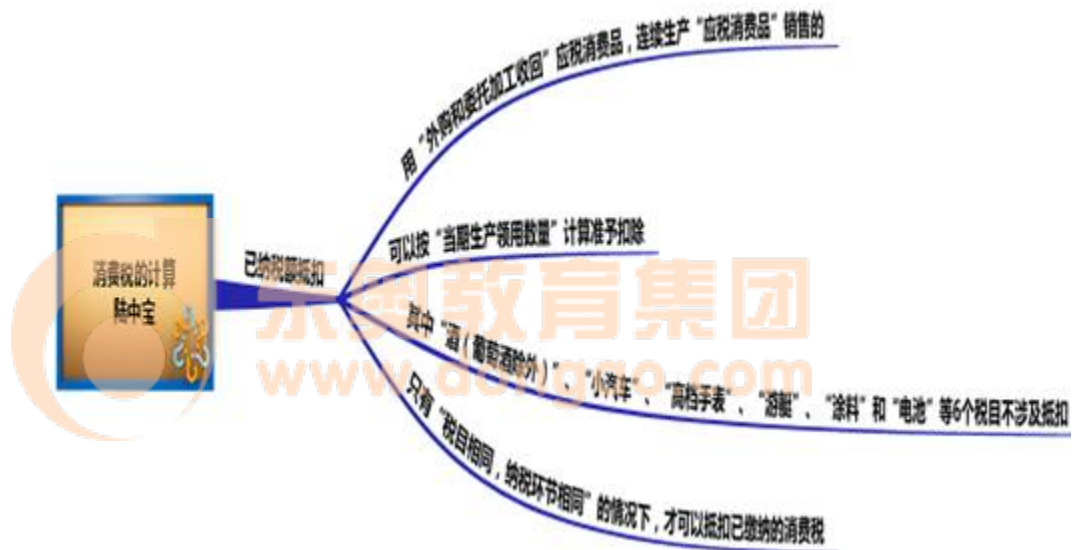 用“外购和委托加工收回”应税消费品，连续生产“应税消费品”销售的
可以按“当期生产领用数量”计算准予扣除
消费税的计算
陆中宝
已纳税额抵扣
其中“酒（葡萄酒除外）”、“小汽车”、“高档手表”、“游艇”、“涂料”和“电池”等6个税目不涉及抵扣
只有“税目相同，纳税环节相同”的情况下，才可以抵扣已缴纳的消费税
东奥教育集团
www.dongao.com